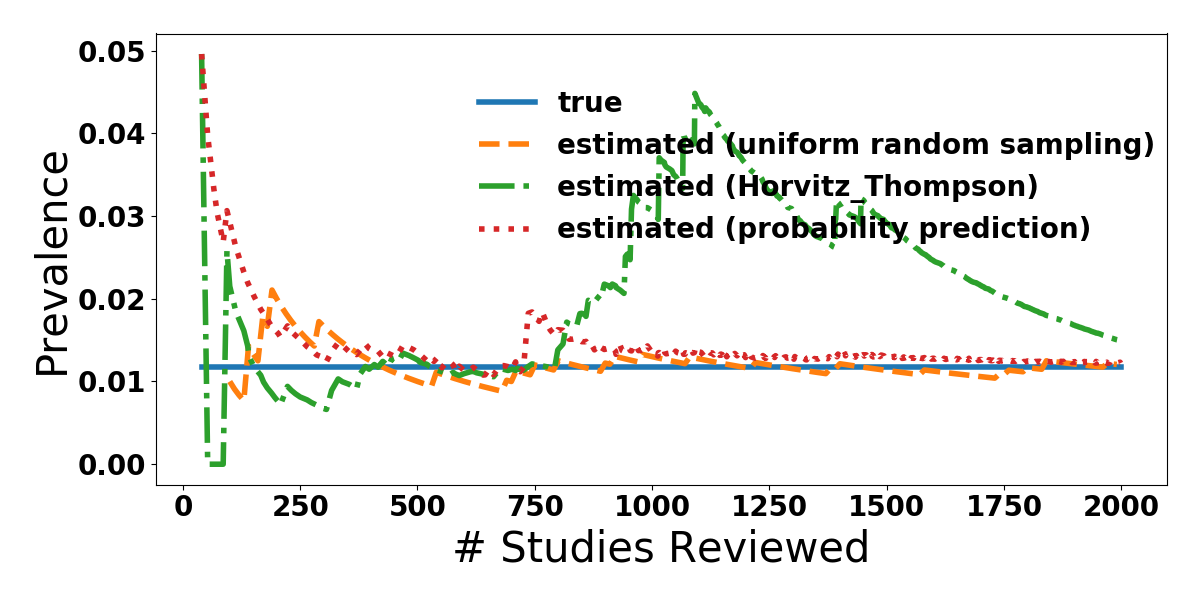 0.05
0.04
0.03
0.02
0.01
0.00
Prevalence
true
estimated (uniform random sampling)
estimated (Horvitz_Thompson)
estimated (probability prediction)
0 250 500 750 1000 1250 1500 1750 2000
# Studies Reviewed